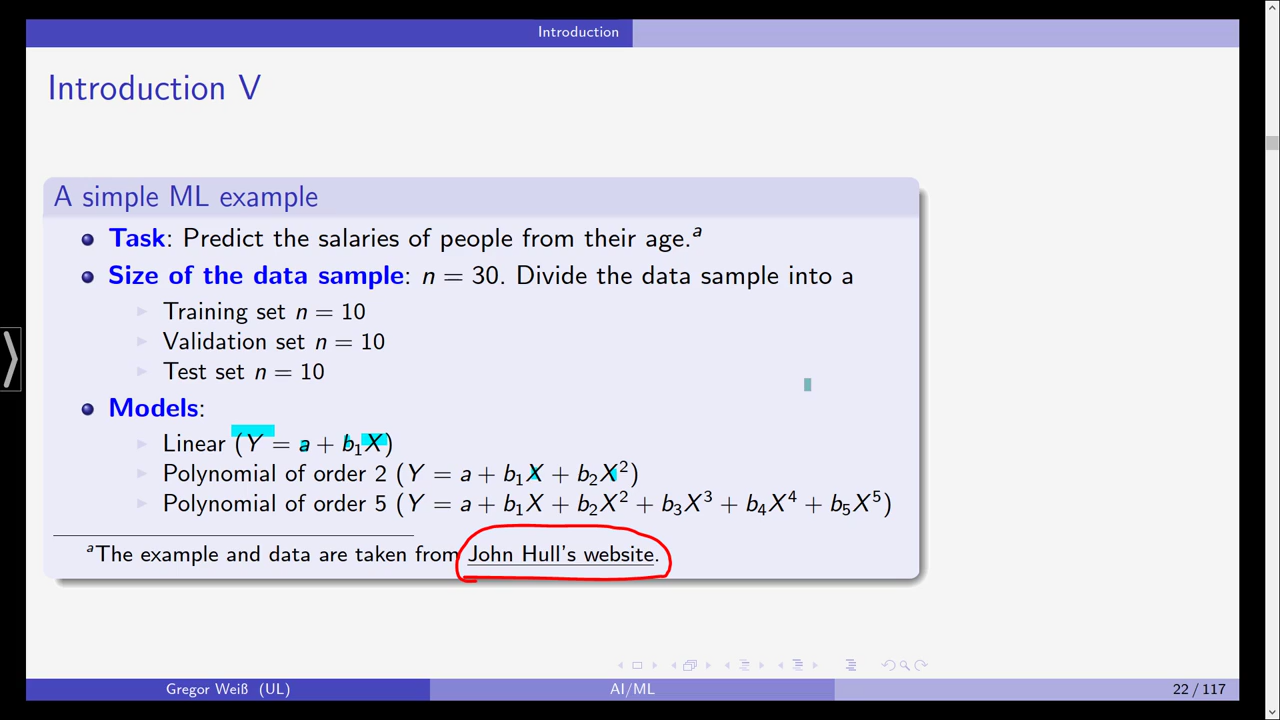 Introduction
Introduction V
A simple ML example
Task: Predict the salaries of people from their age.ᵃ
Size of the data sample: n = 30. Divide the data sample into a
Training set n = 10
Validation set n = 10
Test set n = 10
Models:
Linear (Y = a + b₁X)
Polynomial of order 2 (Y = a + b₁X + b₂X²)
Polynomial of order 5 (Y = a + b₁X + b₂X² + b₃X³ + b₄X⁴ + b₅X⁵)
ᵃThe example and data are taken from John Hull's website.
Gregor Weiß (UL) AI/ML 22 / 117